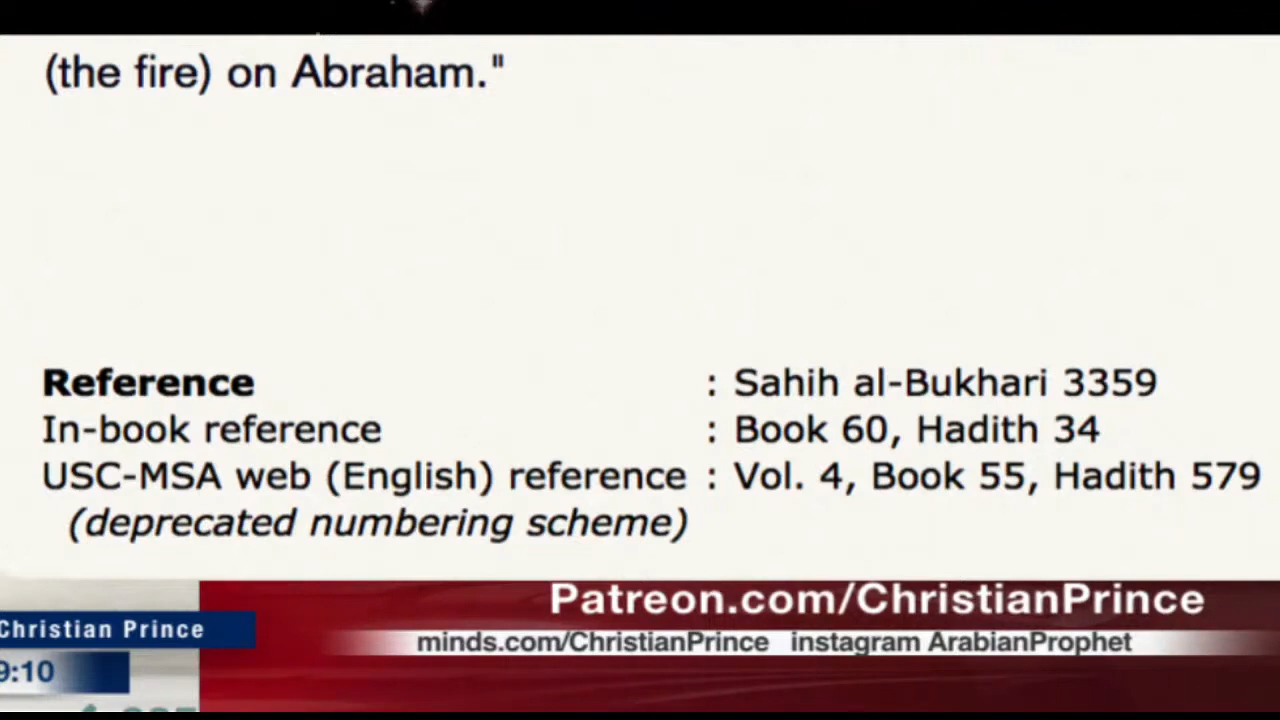 (the fire) on Abraham."
Reference : Sahih al-Bukhari 3359
In-book reference : Book 60, Hadith 34
USC-MSA web (English) reference : Vol. 4, Book 55, Hadith 579
(deprecated numbering scheme)
Patreon.com/ChristianPrince
Christian Prince
minds.com/ChristianPrince instagram ArabianProphet
9:10